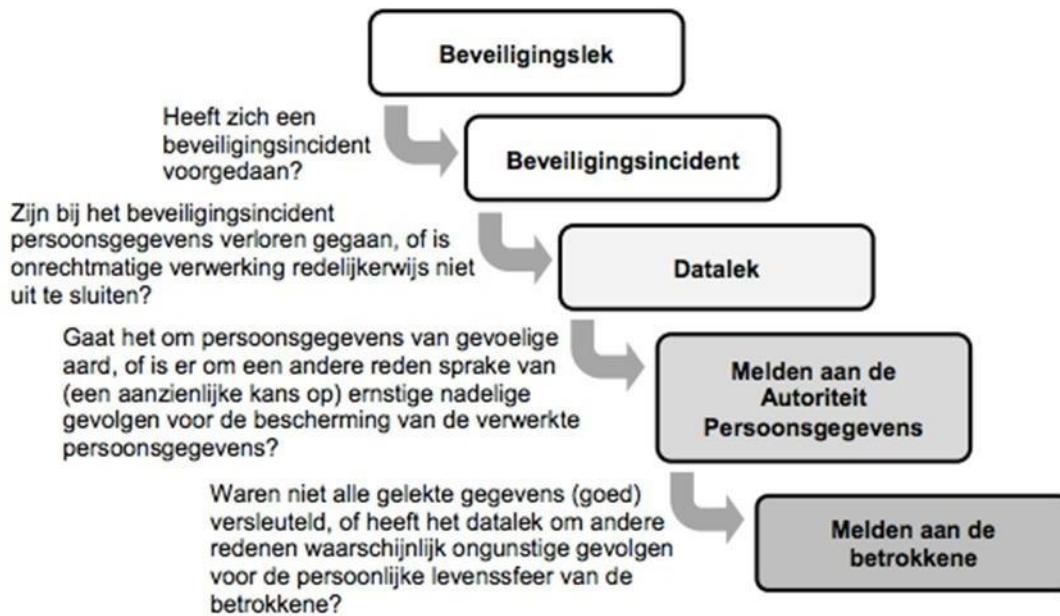 Beveiligingslek
Heeft zich een
beveiligingsincident
voorgedaan?
Beveiligingsincident
Zijn bij het beveiligingsincident
persoonsgegevens verloren gegaan, of is
onrechtmatige verwerking redelijkerwijs niet
uit te sluiten?
Datalek
Gaat het om persoonsgegevens van gevoelige
aard, of is er om een andere reden sprake van
(een aanzienlijke kans op) ernstige nadelige
gevolgen voor de bescherming van de verwerkte
persoonsgegevens?
Melden aan de
Autoriteit
Persoonsgegevens
Waren niet alle gelekte gegevens (goed)
versleuteld, of heeft het datalek om andere
redenen waarschijnlijk ongunstige gevolgen
voor de persoonlijke levenssfeer van de
betrokkene?
Melden aan de
betrokkene